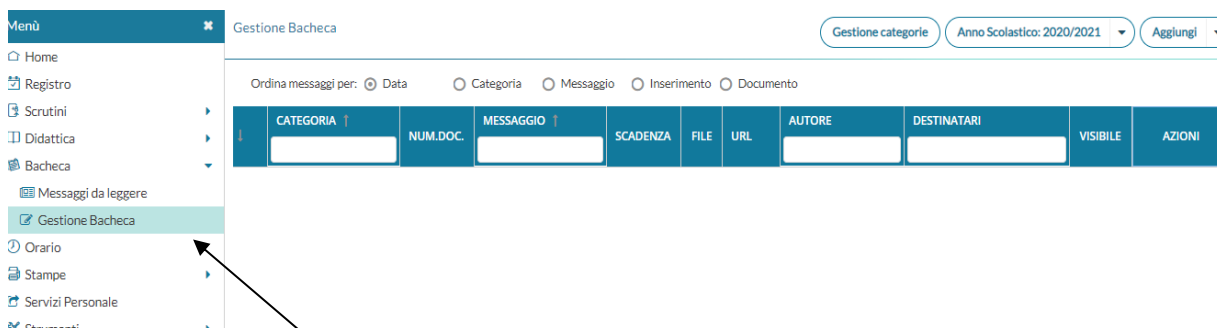 Menù
Home
Registro
Scrutini
Didattica
Bacheca
Messaggi da leggere
Gestione Bacheca
Orario
Stampe
Servizi Personale
Strumenti
Gestione Bacheca
Gestione categorie
Anno Scolastico: 2020/2021
Aggiungi
Ordina messaggi per: Data Categoria Messaggio Inserimento Documento
CATEGORIA NUM.DOC. MESSAGGIO SCADENZA FILE URL AUTORE DESTINATARI VISIBILE AZIONI